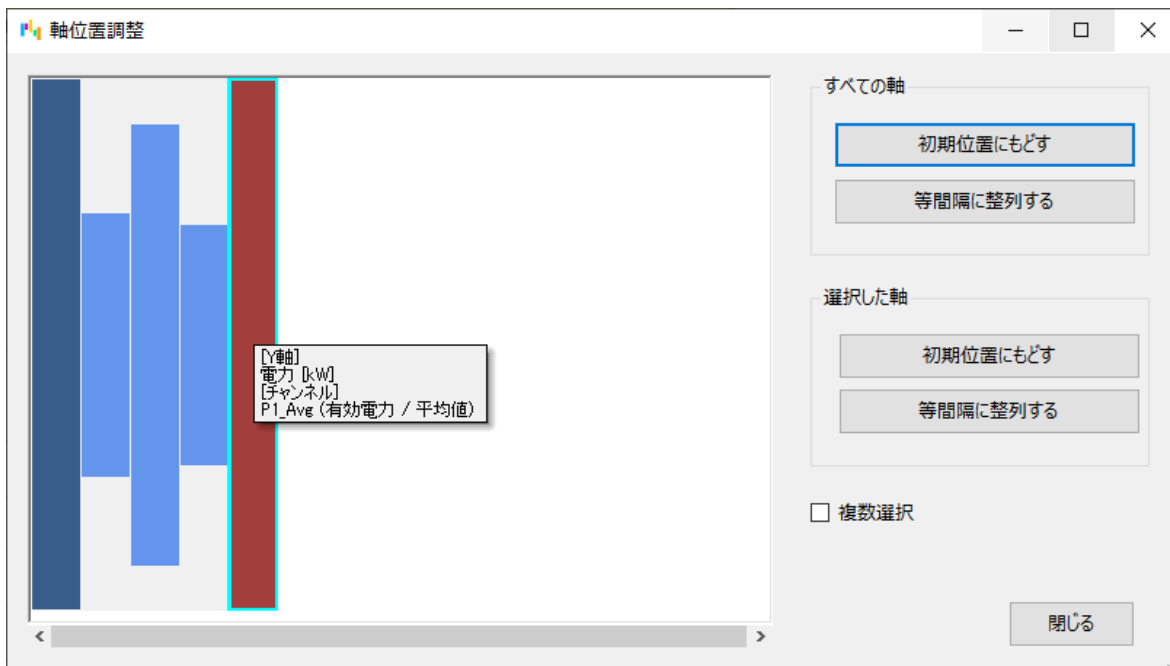 軸位置調整
すべての軸
初期位置にもどす
等間隔に整列する
[Y軸]
電力 [kW]
[チャンネル]
P1_Avg (有効電力 / 平均値)
選択した軸
初期位置にもどす
等間隔に整列する
複数選択
閉じる